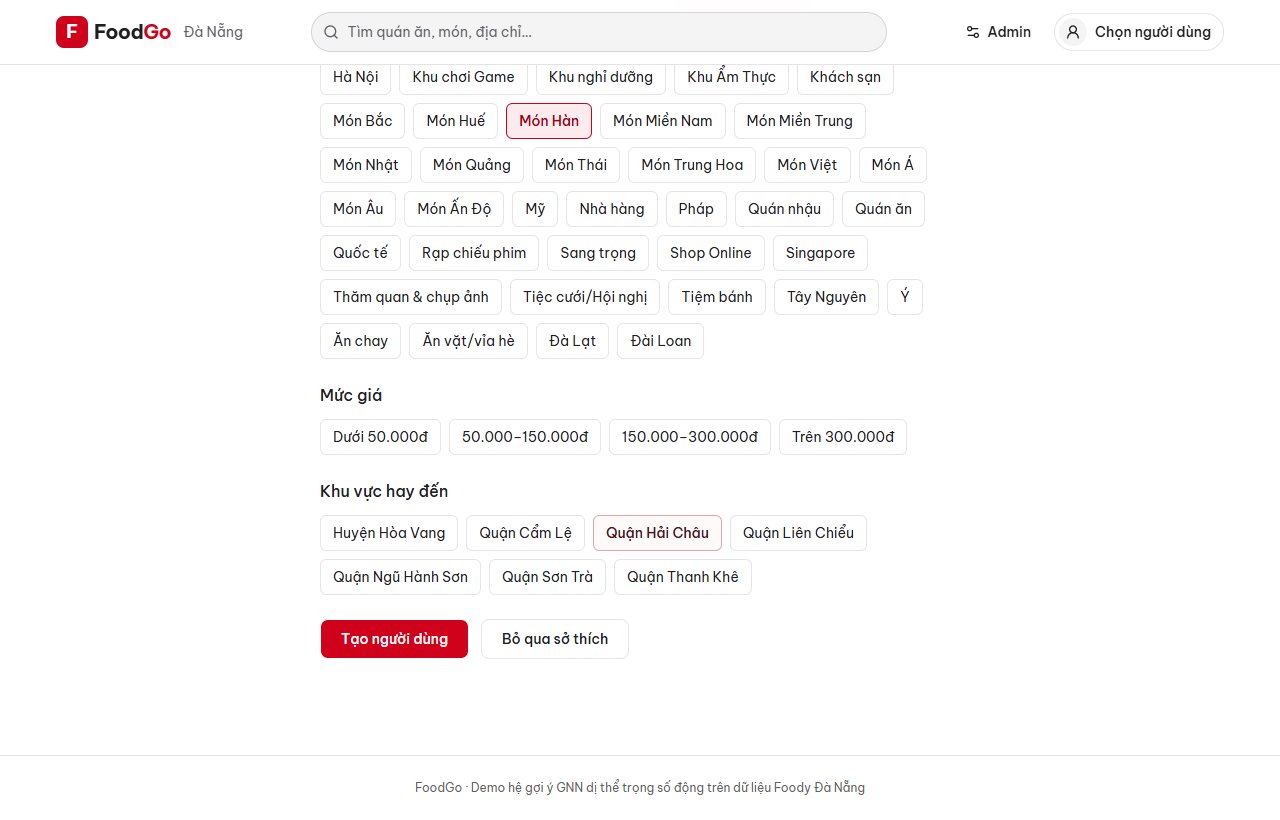 F FoodGo Đà Nẵng Tìm quán ăn, món, địa chỉ... Admin Chọn người dùng
Hà Nội Khu chơi Game Khu nghỉ dưỡng Khu Ẩm Thực Khách sạn
Món Bắc Món Huế Món Hàn Món Miền Nam Món Miền Trung
Món Nhật Món Quảng Món Thái Món Trung Hoa Món Việt Món Á
Món Âu Món Ấn Độ Mỹ Nhà hàng Pháp Quán nhậu Quán ăn
Quốc tế Rạp chiếu phim Sang trọng Shop Online Singapore
Thăm quan & chụp ảnh Tiệc cưới/Hội nghị Tiệm bánh Tây Nguyên Ý
Ăn chay Ăn vặt/vỉa hè Đà Lạt Đài Loan
Mức giá
Dưới 50.000đ 50.000–150.000đ 150.000–300.000đ Trên 300.000đ
Khu vực hay đến
Huyện Hòa Vang Quận Cẩm Lệ Quận Hải Châu Quận Liên Chiểu
Quận Ngũ Hành Sơn Quận Sơn Trà Quận Thanh Khê
Tạo người dùng Bỏ qua sở thích
FoodGo · Demo hệ gợi ý GNN dị thể trọng số động trên dữ liệu Foody Đà Nẵng